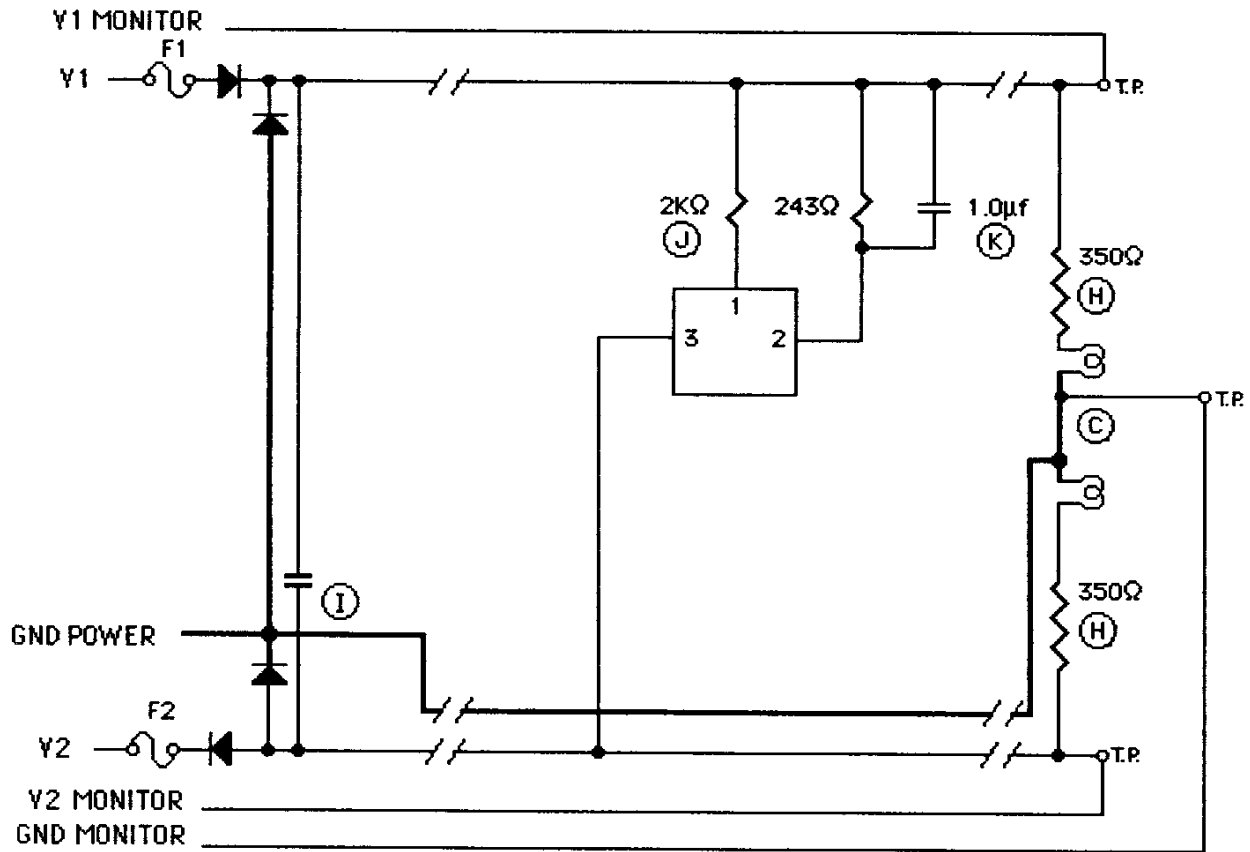 V1 MONITOR
F1
V1
T.P.
2KΩ
J
243Ω
1.0μf
K
350Ω
H
1
3
2
T.P.
C
I
350Ω
H
GND POWER
F2
V2
T.P.
V2 MONITOR
GND MONITOR